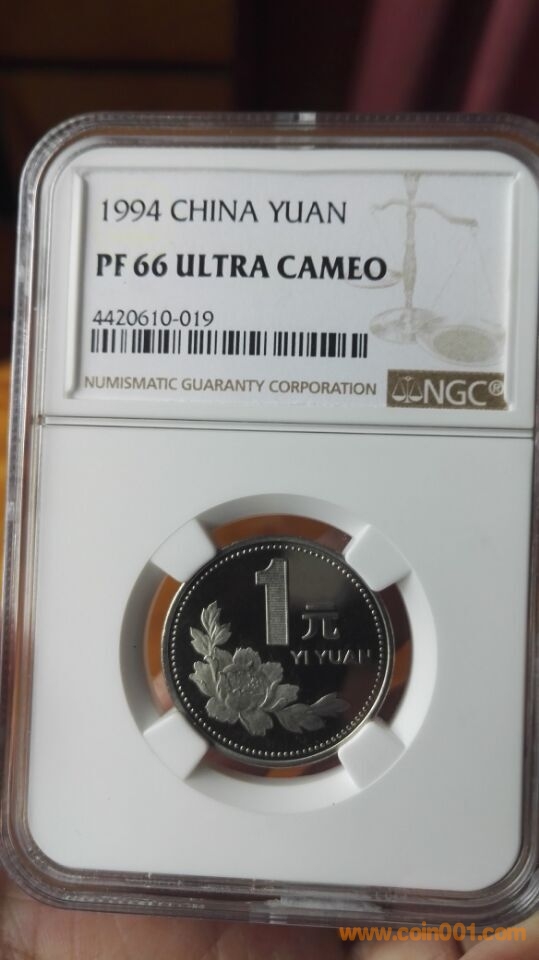 1994 CHINA YUAN
PF 66 ULTRA CAMEO
4420610-019
NUMISMATIC GUARANTY CORPORATION NGC®
1元
YI YUAN
www.coin001.com